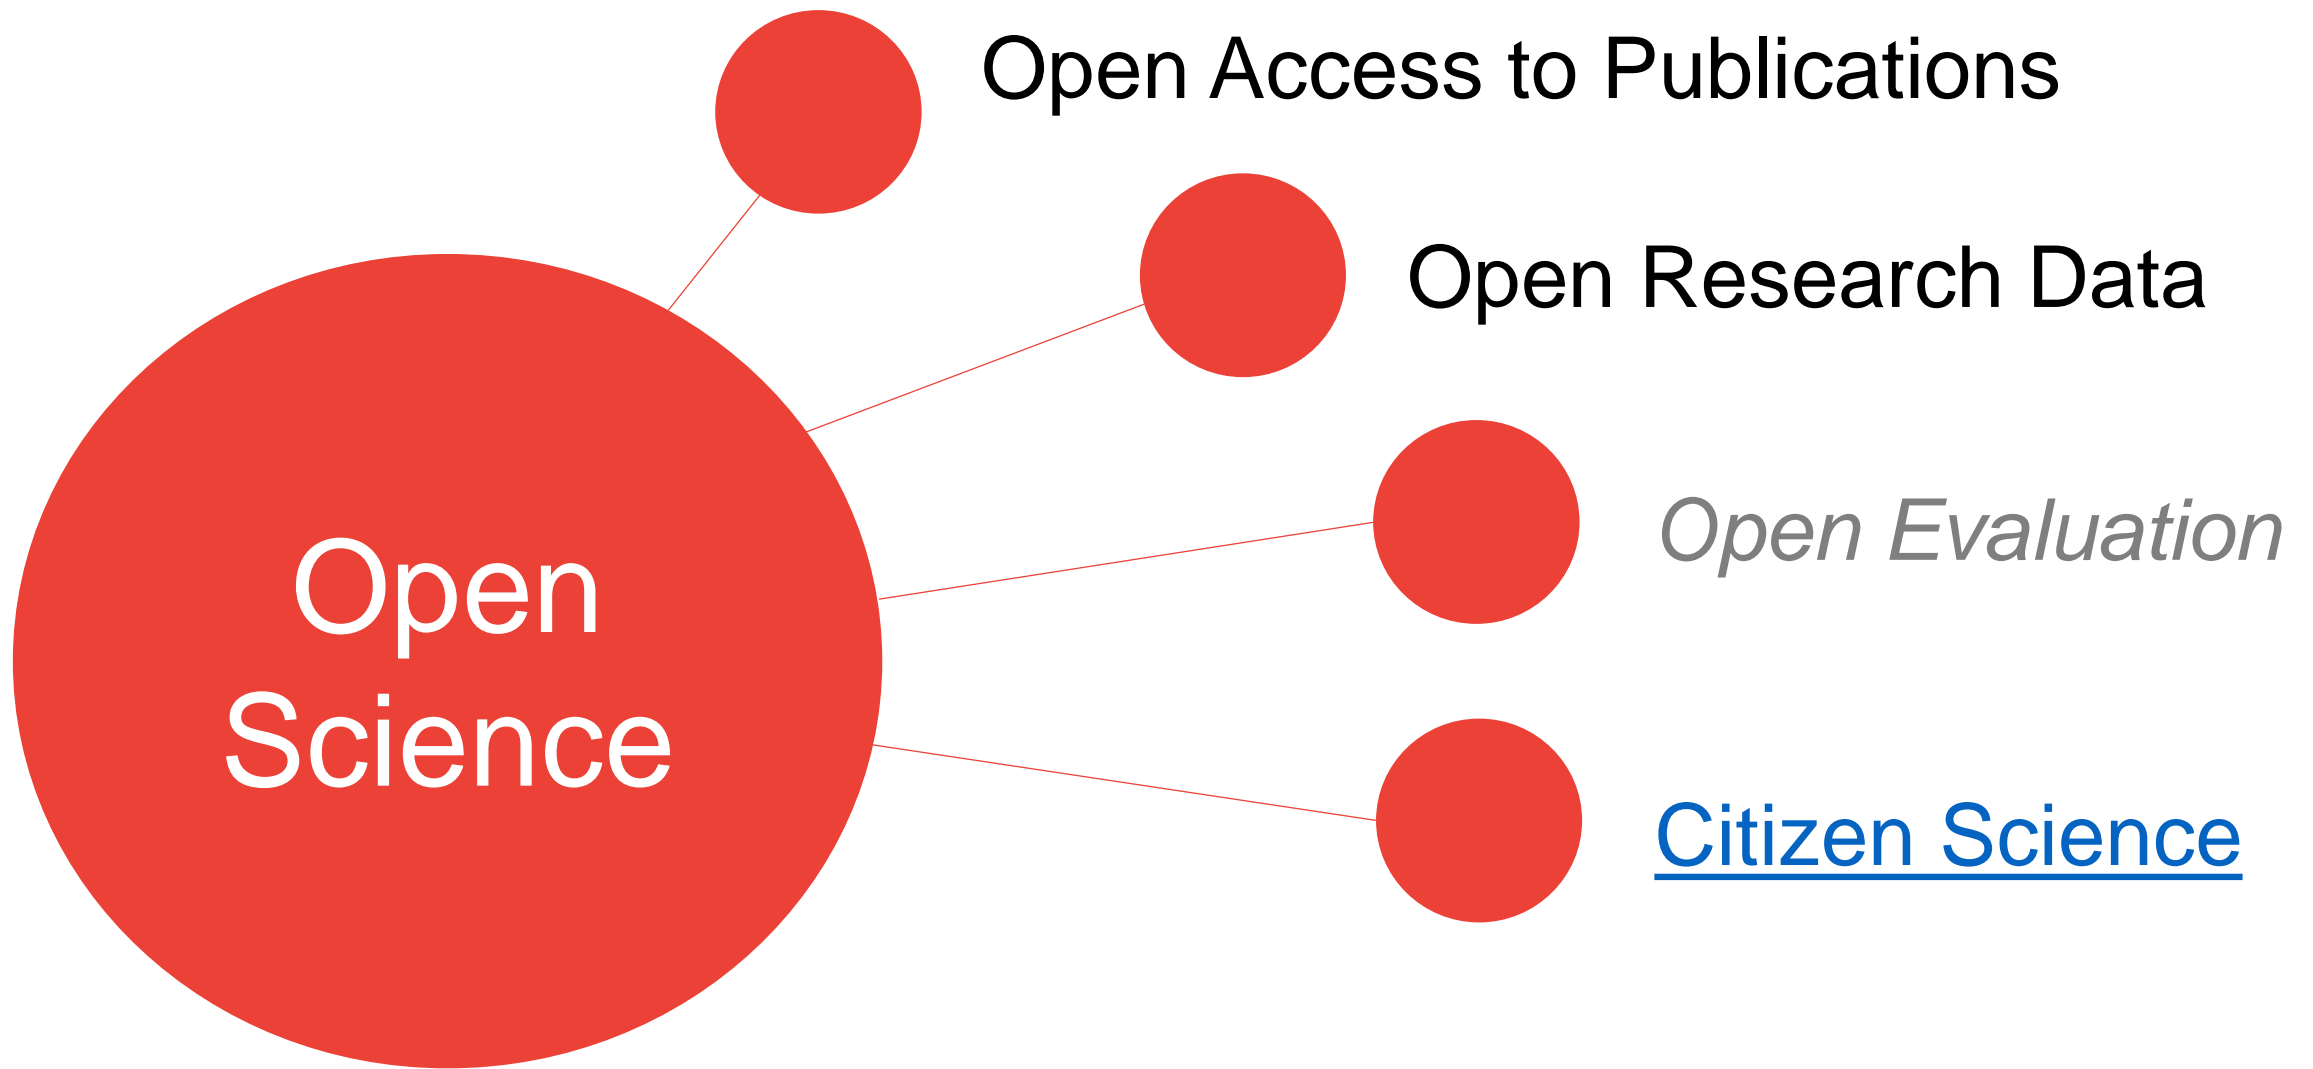 Open Access to Publications
Open Research Data
Open Evaluation
Open
Science
Citizen Science